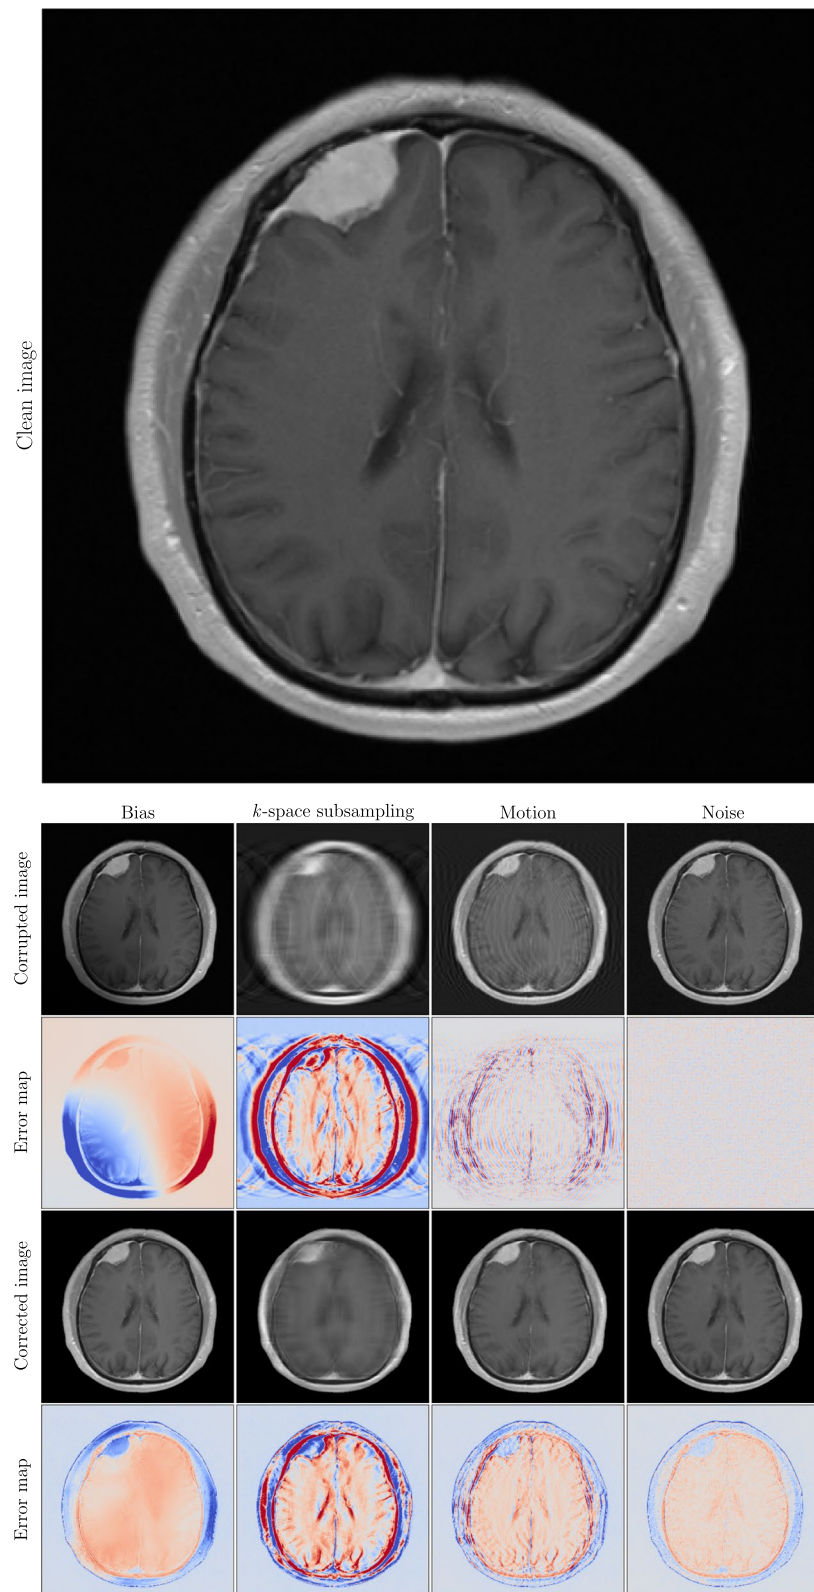 Clean image
Bias
k-space subsampling
Motion
Noise
Corrupted image
Error map
Corrected image
Error map